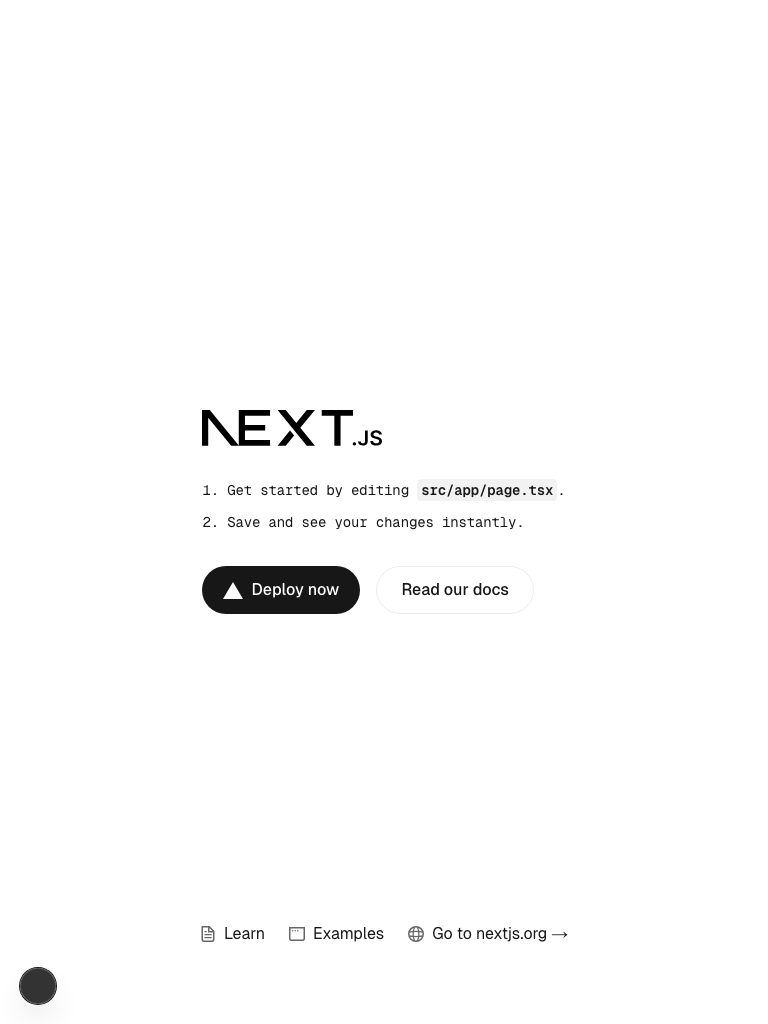 NEXT.JS
1. Get started by editing src/app/page.tsx.
2. Save and see your changes instantly.
Deploy now
Read our docs
Learn
Examples
Go to nextjs.org →